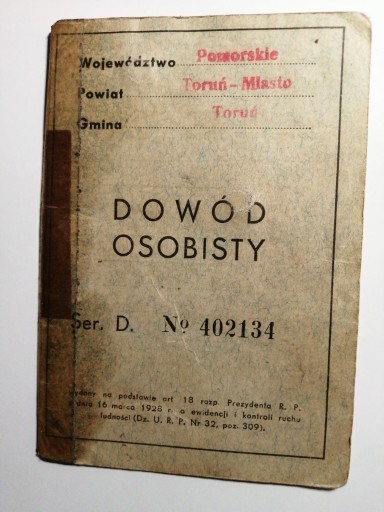 Województwo Pomorskie
Powiat Toruń-Miasto
Gmina Toruń
DOWÓD
OSOBISTY
Ser. D. № 402134
Wydany na podstawie art. 18 rozp. Prezydenta R. P.
z dnia 16 marca 1928 r. o ewidencji i kontroli ruchu
ludności (Dz. U. R. P. Nr 32, poz. 309).